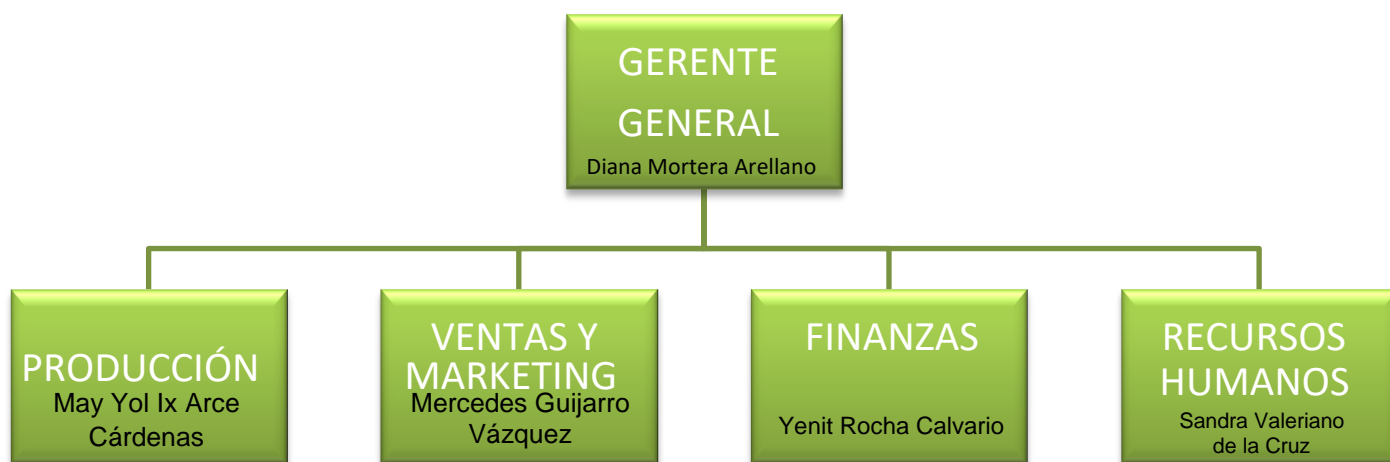 GERENTE
GENERAL
Diana Mortera Arellano
PRODUCCIÓN
May Yol Ix Arce
Cárdenas
VENTAS Y
MARKETING
Mercedes Guijarro
Vázquez
FINANZAS
Yenit Rocha Calvario
RECURSOS
HUMANOS
Sandra Valeriano
de la Cruz